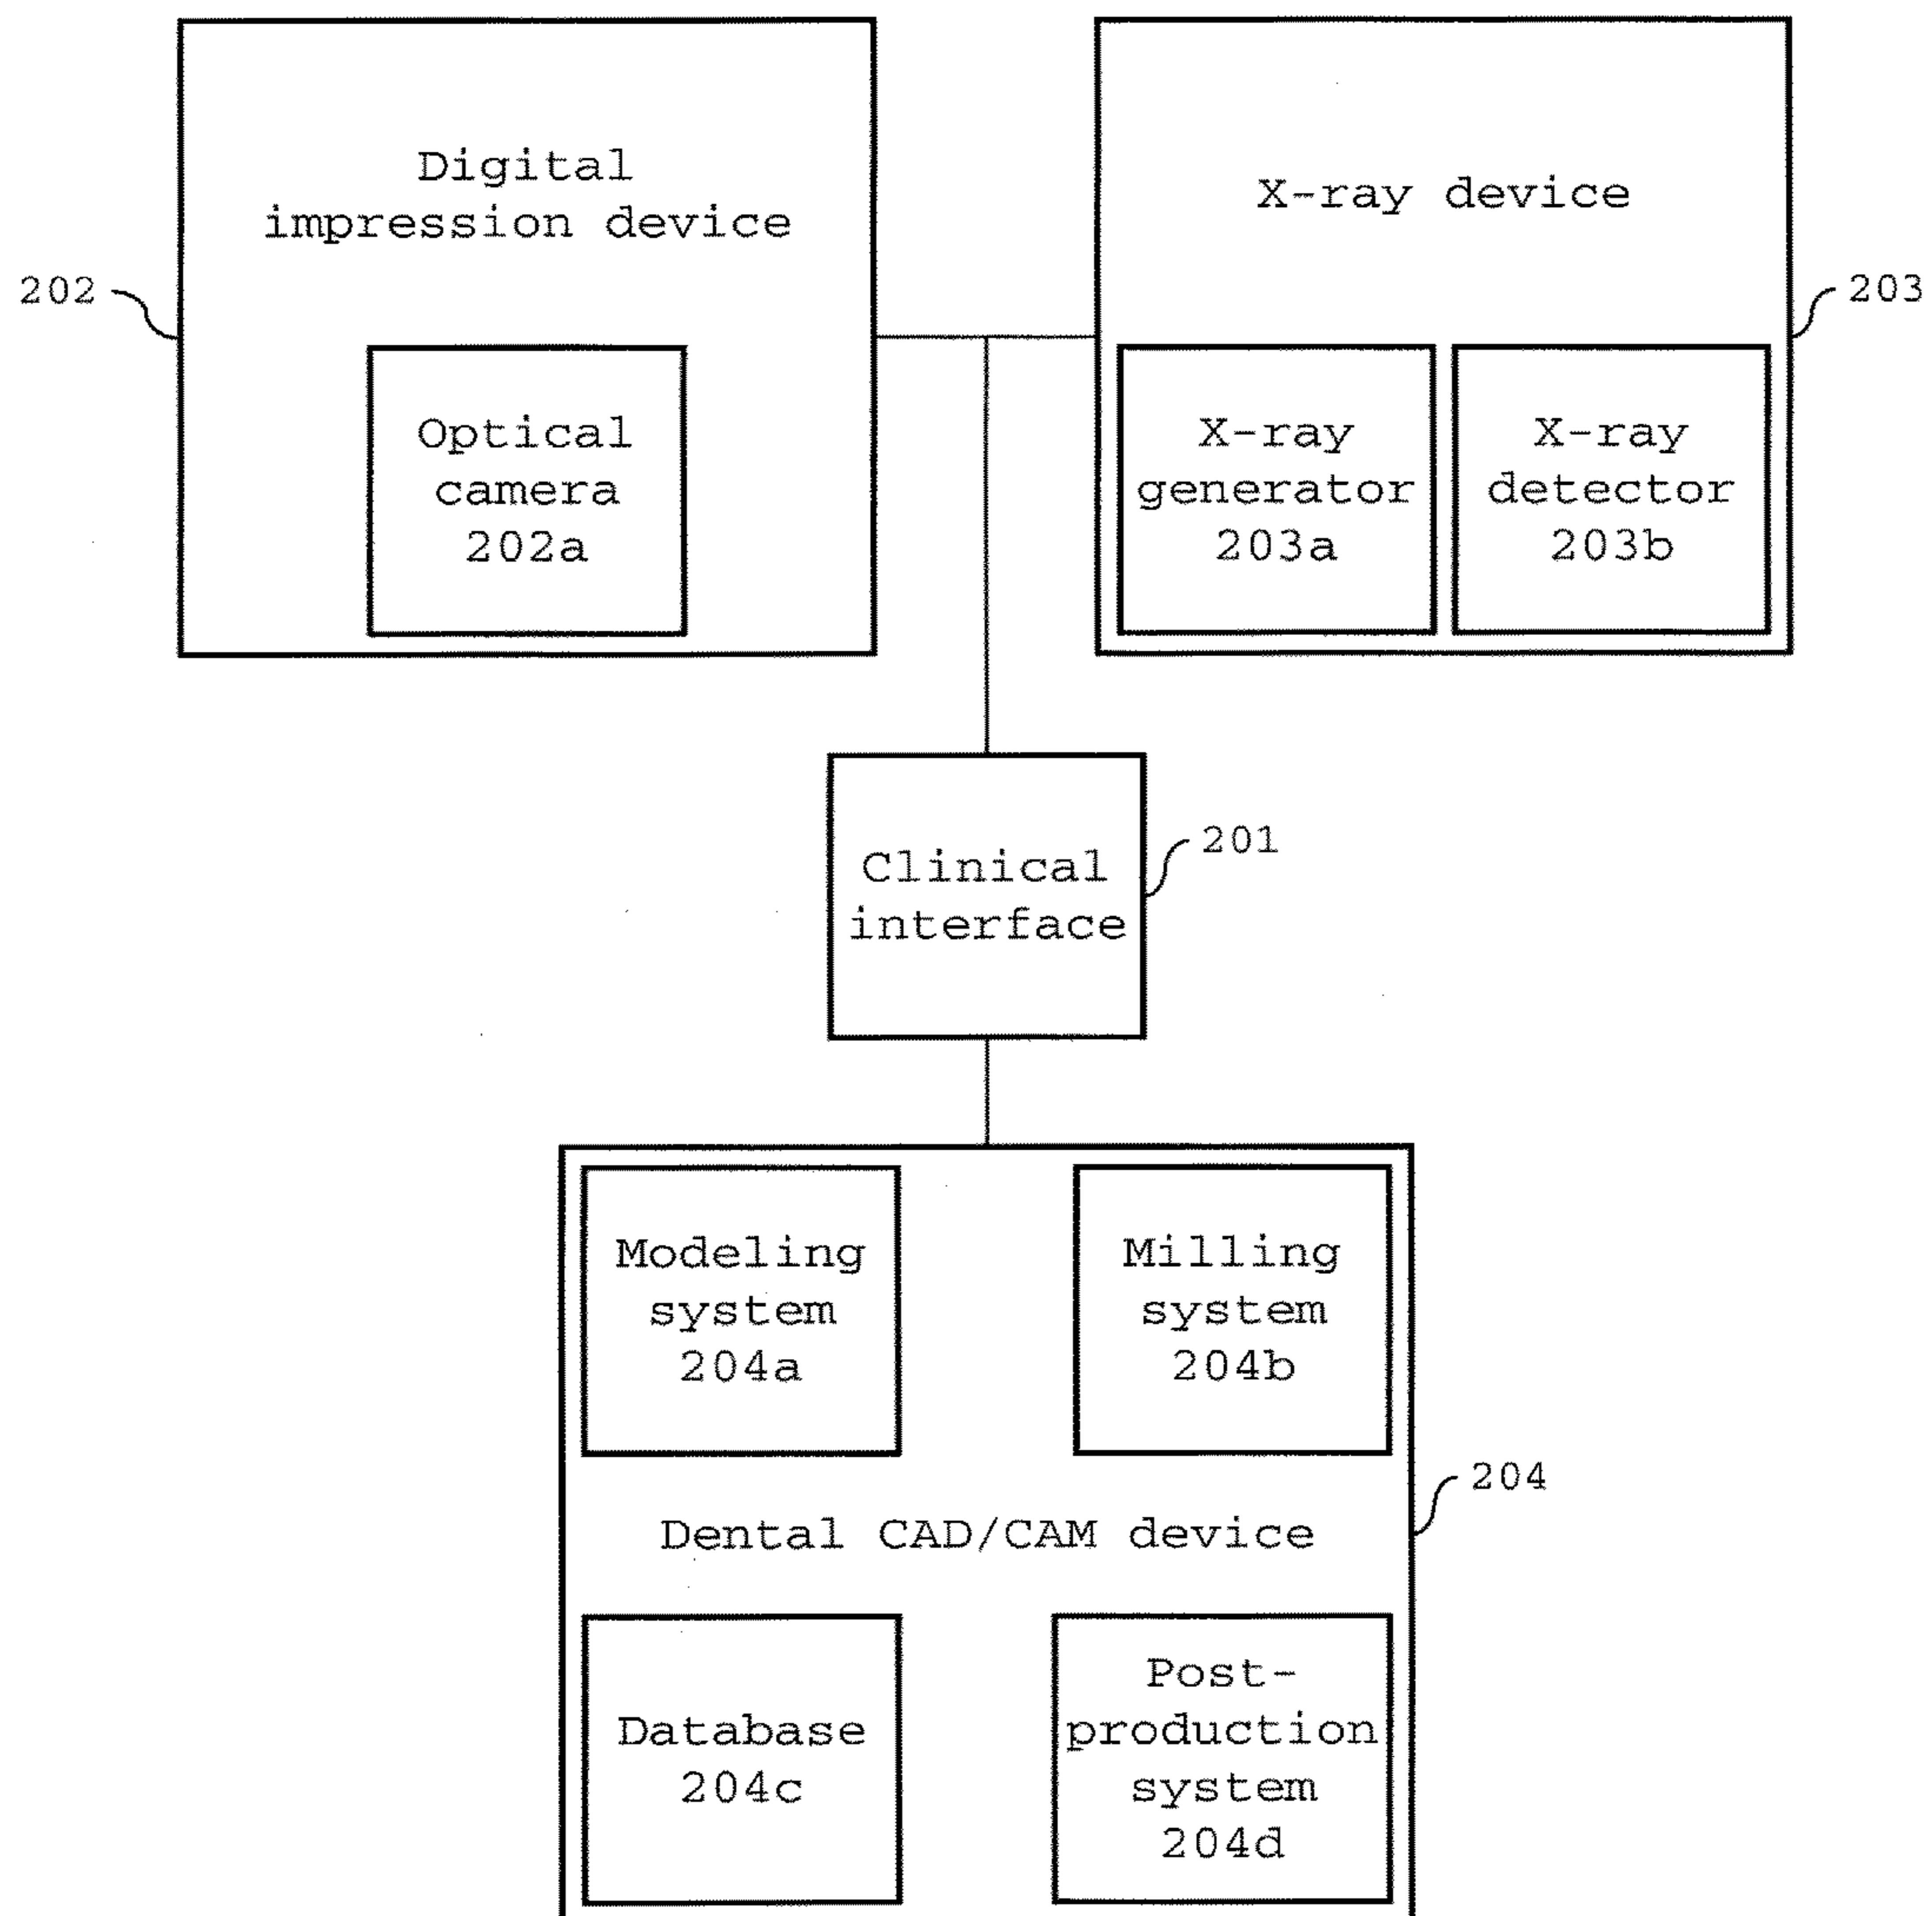 Digital
impression device
202
Optical
camera
202a
X-ray device
203
X-ray
generator
203a
X-ray
detector
203b
Clinical
interface
201
Modeling
system
204a
Milling
system
204b
Dental CAD/CAM device
204
Database
204c
Post-
production
system
204d